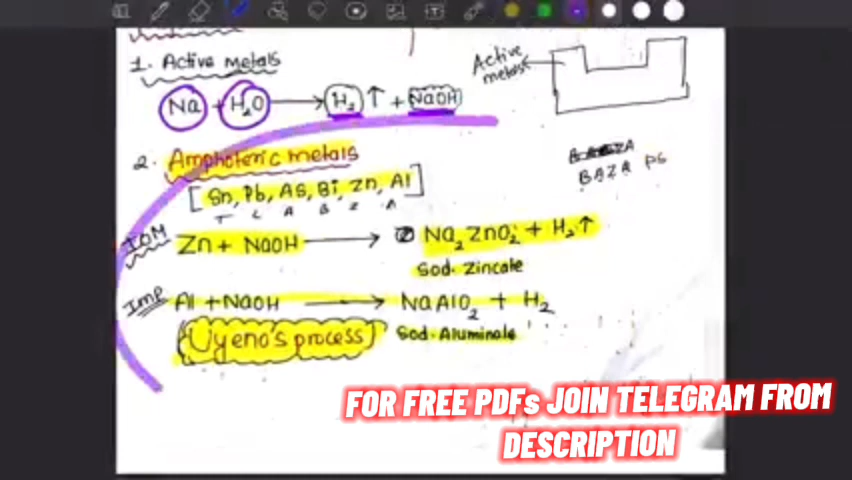 1. Active metals
Na + H₂O ⟶ H₂ ↑ + NaOH
Active
metals
2. Amphoteric metals
BAZA PS
[Sn, Pb, As, Bi, Zn, Al]
T L A B Z A
IOM Zn + NaOH ⟶ Na₂ZnO₂ + H₂ ↑
Sod. Zincate
Imp Al + NaOH ⟶ NaAlO₂ + H₂
Uyeno's process Sod. Aluminate
FOR FREE PDFs JOIN TELEGRAM FROM
DESCRIPTION